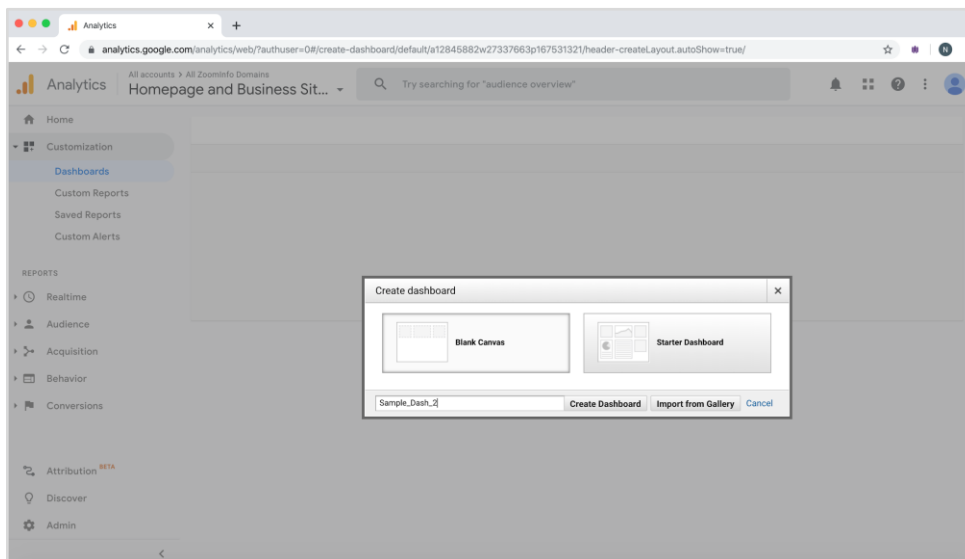 Analytics
analytics.google.com/analytics/web/?authuser=0#/create-dashboard/default/a12845882w27337663p167531321/header-createLayout.autoShow=true/
N
Analytics
All accounts > All ZoomInfo Domains
Homepage and Business Sit...
Try searching for "audience overview"
Home
Customization
Dashboards
Custom Reports
Saved Reports
Custom Alerts
REPORTS
Realtime
Audience
Acquisition
Behavior
Conversions
Attribution BETA
Discover
Admin
Create dashboard
Blank Canvas
Starter Dashboard
Sample_Dash_2
Create Dashboard
Import from Gallery
Cancel